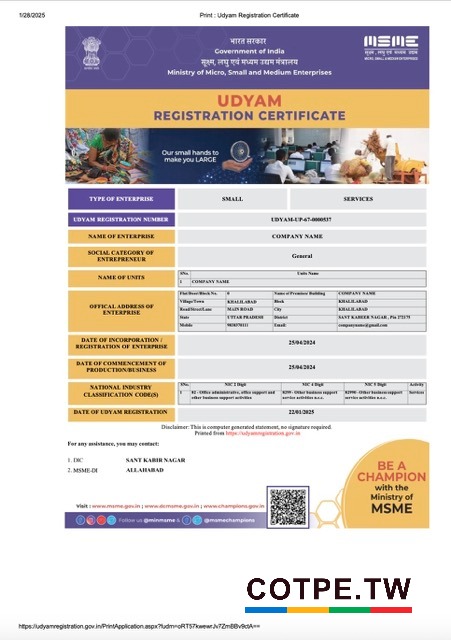 1/28/2025 Print : Udyam Registration Certificate
भारत सरकार
Government of India
सूक्ष्म, लघु एवं मध्यम उद्यम मंत्रालय
Ministry of Micro, Small and Medium Enterprises
MSME
MICRO, SMALL & MEDIUM ENTERPRISES
UDYAM
REGISTRATION CERTIFICATE
Our small hands to
make you LARGE
TYPE OF ENTERPRISE SMALL SERVICES
UDYAM REGISTRATION NUMBER UDYAM-UP-67-0000537
NAME OF ENTERPRISE COMPANY NAME
SOCIAL CATEGORY OF
ENTREPRENEUR General
NAME OF UNITS
SNo. Units Name
1 COMPANY NAME
OFFICAL ADDRESS OF
ENTERPRISE
Flat/Door/Block No. 0 Name of Premises/ Building COMPANY NAME
Village/Town KHALILABAD Block KHALILABAD
Road/Street/Lane MAIN ROAD City KHALILABAD
State UTTAR PRADESH District SANT KABEER NAGAR , Pin 272175
Mobile Email: companyname@gmail.com
DATE OF INCORPORATION /
REGISTRATION OF ENTERPRISE 25/04/2024
DATE OF COMMENCEMENT OF
PRODUCTION/BUSINESS 25/04/2024
NATIONAL INDUSTRY
CLASSIFICATION CODE(S)
SNo. NIC 2 Digit NIC 4 Digit NIC 5 Digit Activity
1 82 - Office administrative, office support and other business support activities 8299 - Other business support service activities n.e.c. 82990 - Other business support service activities n.e.c. Services
DATE OF UDYAM REGISTRATION 22/01/2025
Disclaimer: This is computer generated statement, no signature required
Printed from https://udyamregistration.gov.in
For any assistance, you may contact:
1. DIC SANT KABIR NAGAR
2. MSME-DI ALLAHABAD
BE A
CHAMPION
with the
Ministry of
MSME
Visit : www.msme.gov.in ; www.dcmsme.gov.in ; www.champions.gov.in
Follow us @minmsme & @msmechampions
COTPE.TW